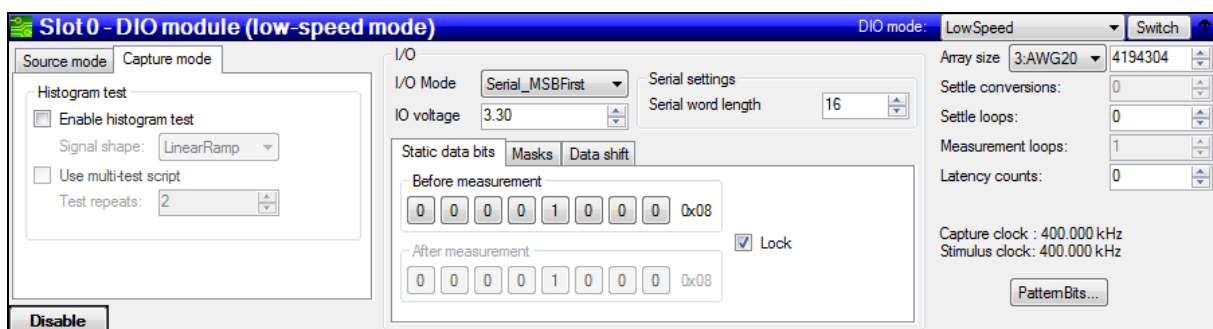 Slot 0 - DIO module (low-speed mode)
DIO mode: LowSpeed Switch
Source mode Capture mode
Histogram test
Enable histogram test
Signal shape: LinearRamp
Use multi-test script
Test repeats: 2
Disable
I/O
I/O Mode Serial_MSBFirst
IO voltage 3.30
Serial settings
Serial word length 16
Static data bits Masks Data shift
Before measurement
0 0 0 0 1 0 0 0 0x08
Lock
After measurement
0 0 0 0 1 0 0 0 0x08
Array size 3:AWG20 4194304
Settle conversions: 0
Settle loops: 0
Measurement loops: 1
Latency counts: 0
Capture clock : 400.000 kHz
Stimulus clock: 400.000 kHz
PatternBits...